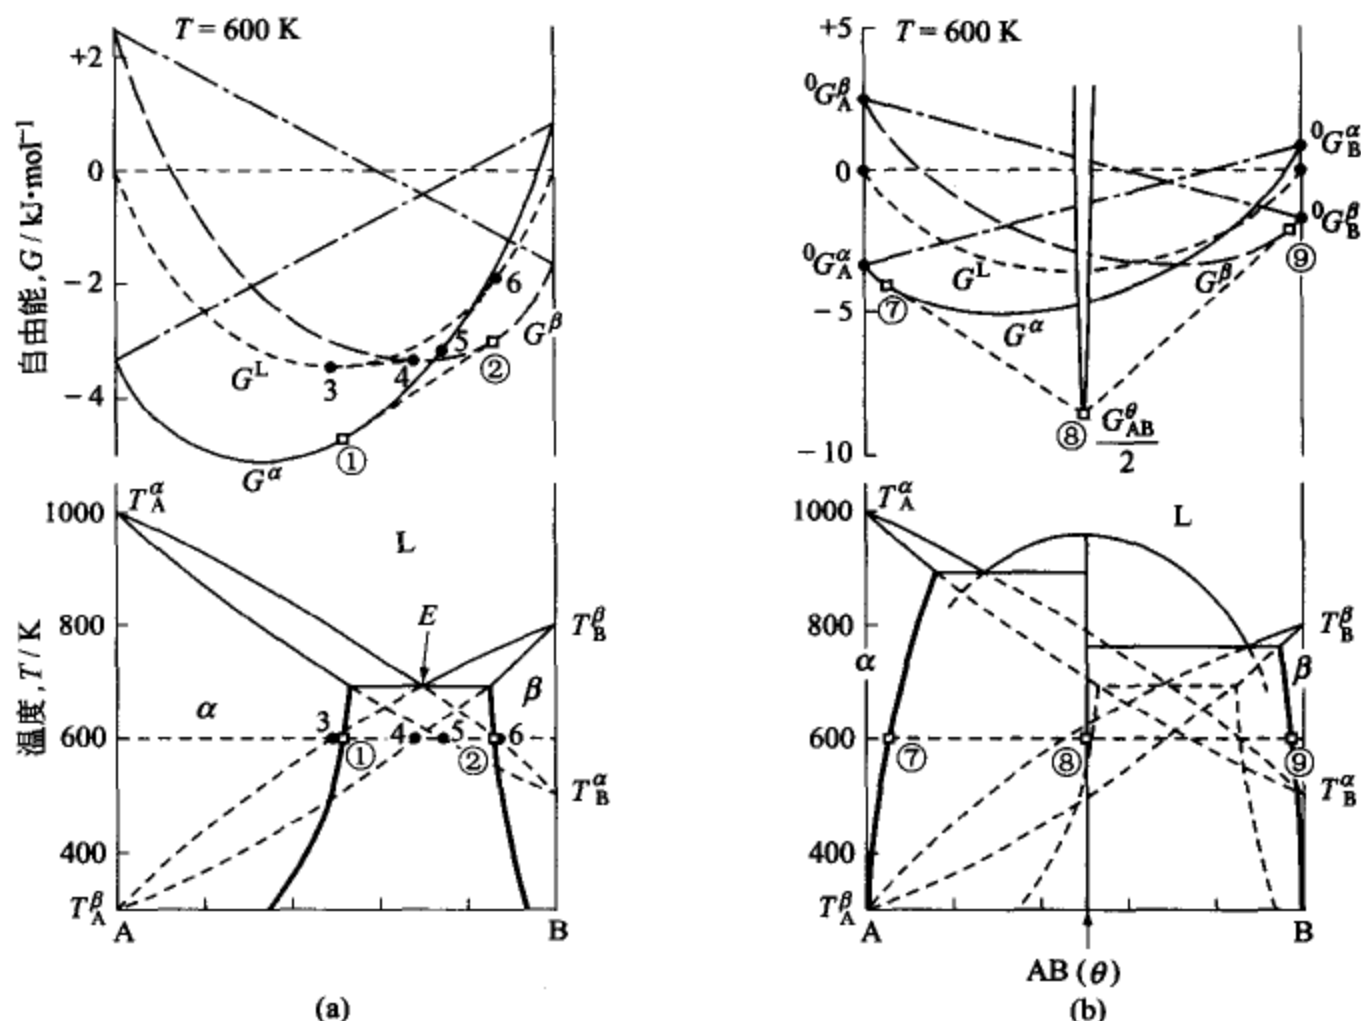 T = 600 K
+2
0
−2
−4
自由能, G / kJ·mol⁻¹
G^L
G^α
G^β
3
4
5
6
①
②
1000
800
600
400
温度, T / K
T_A^α
L
E
T_B^β
α
β
3
①
4
5
②
6
T_B^α
T_A^β
A
B
(a)
T = 600 K
+5
0
−5
−10
⁰G_A^β
⁰G_B^α
⁰G_B^β
⁰G_A^α
G^L
G^β
G^α
⑦
⑨
⑧
G_AB^θ
2
1000
800
600
400
T_A^α
L
T_B^β
α
β
⑦
⑧
⑨
T_B^α
T_A^β
A
B
AB (θ)
(b)